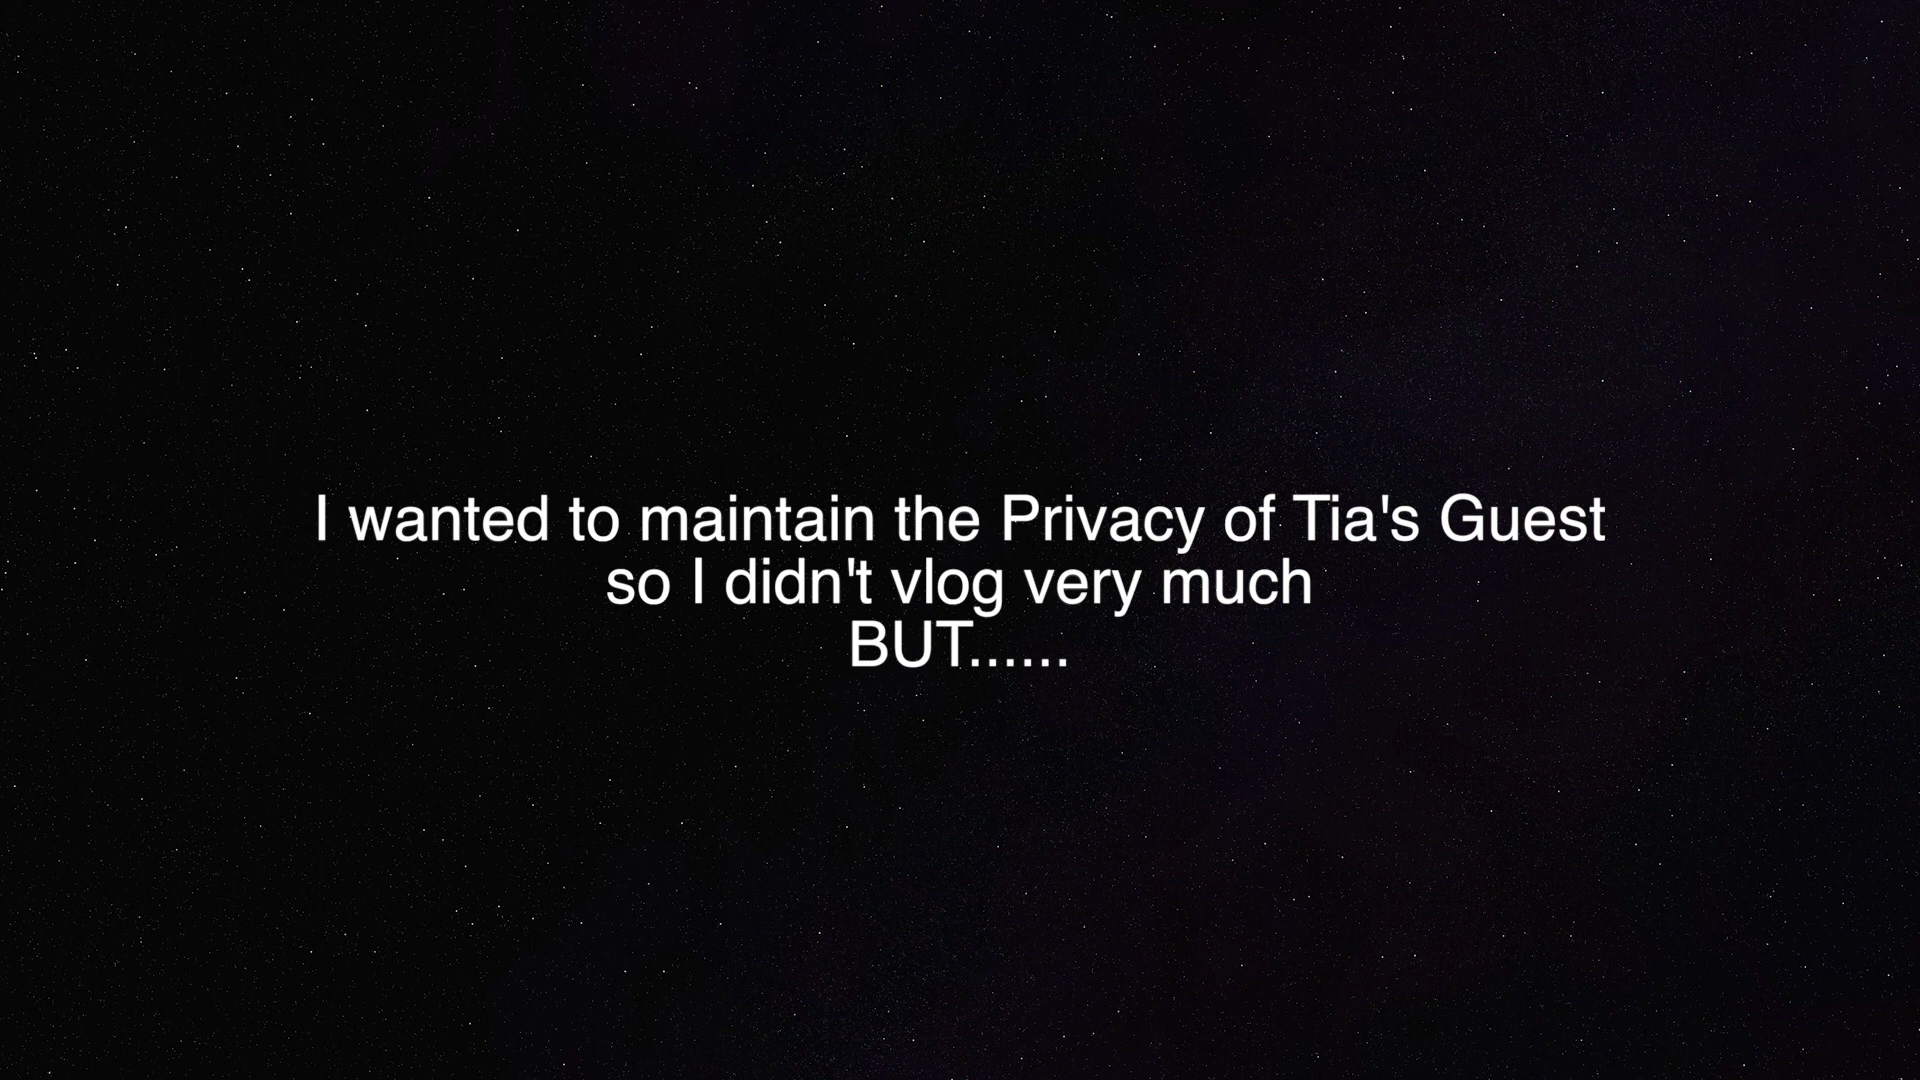 I wanted to maintain the Privacy of Tia's Guest
so I didn't vlog very much
BUT......